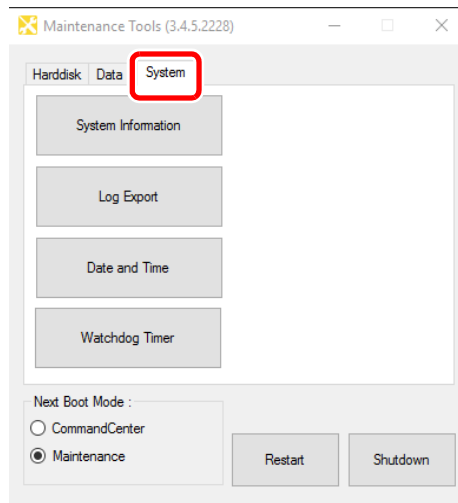 Maintenance Tools (3.4.5.2228)
Harddisk Data System
System Information
Log Export
Date and Time
Watchdog Timer
Next Boot Mode :
CommandCenter
Maintenance
Restart Shutdown